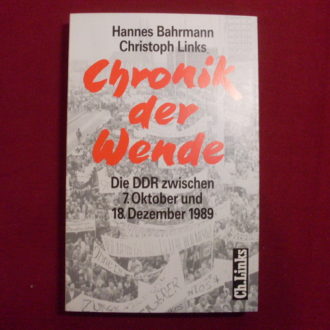 Hannes Bahrmann
Christoph Links
Chronik
der
Wende
Die DDR zwischen
7. Oktober und
18. Dezember 1989
Ch. Links